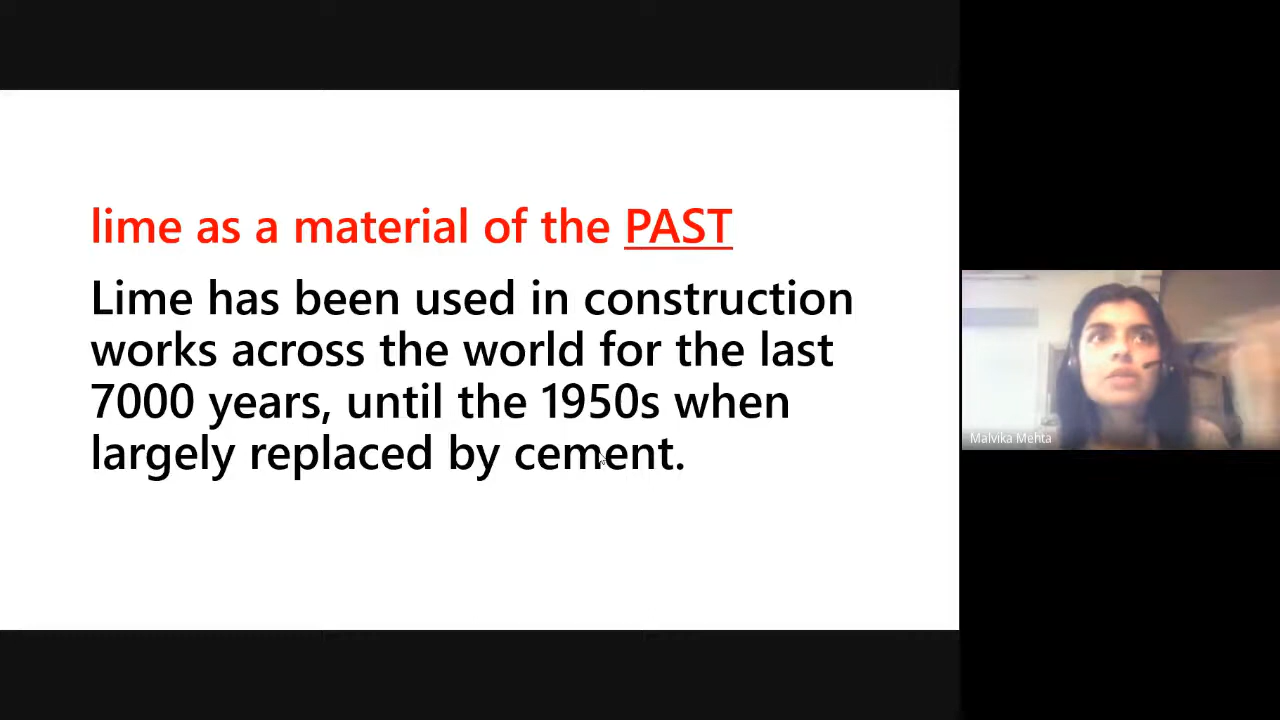 lime as a material of the PAST
Lime has been used in construction
works across the world for the last
7000 years, until the 1950s when
largely replaced by cement.
Malvika Mehta